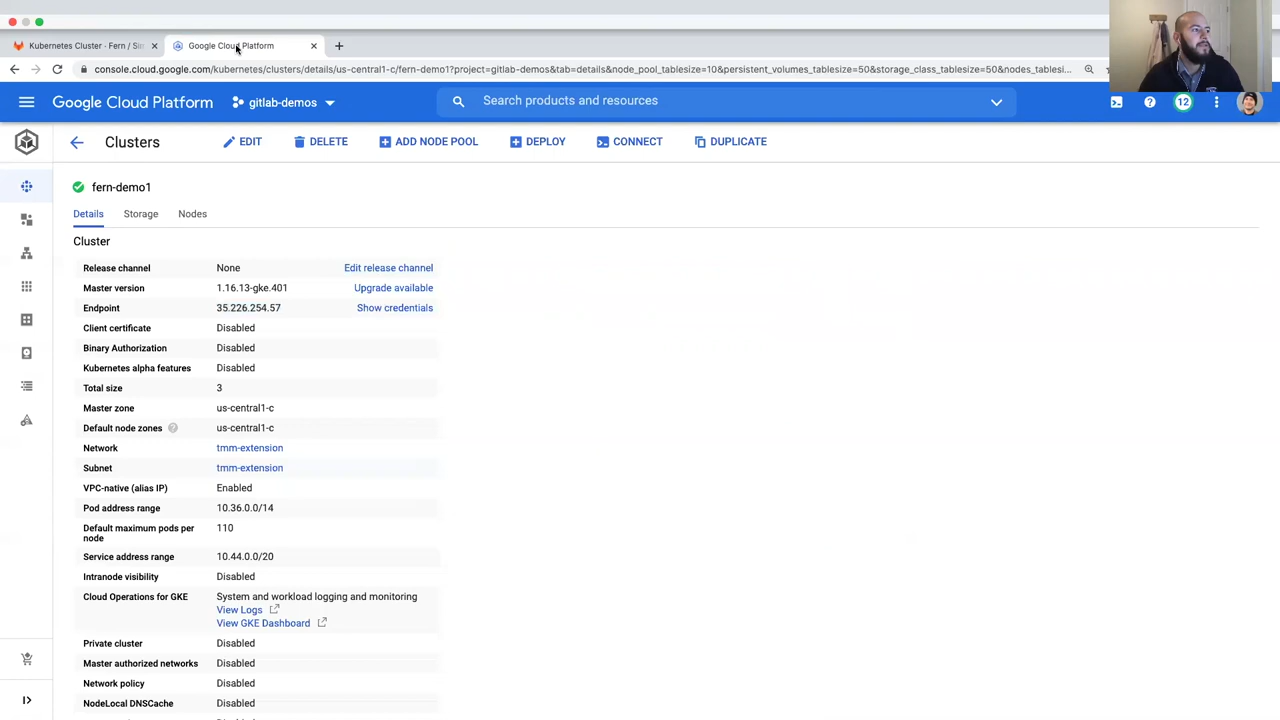 Kubernetes Cluster · Fern / Sim
Google Cloud Platform
console.cloud.google.com/kubernetes/clusters/details/us-central1-c/fern-demo1?project=gitlab-demos&tab=details&node_pool_tablesize=10&persistent_volumes_tablesize=50&storage_class_tablesize=50&nodes_tablesi...
Google Cloud Platform
gitlab-demos
Search products and resources
12
Clusters
EDIT
DELETE
ADD NODE POOL
DEPLOY
CONNECT
DUPLICATE
fern-demo1
Details Storage Nodes
Cluster
Release channel None Edit release channel
Master version 1.16.13-gke.401 Upgrade available
Endpoint 35.226.254.57 Show credentials
Client certificate Disabled
Binary Authorization Disabled
Kubernetes alpha features Disabled
Total size 3
Master zone us-central1-c
Default node zones us-central1-c
Network tmm-extension
Subnet tmm-extension
VPC-native (alias IP) Enabled
Pod address range 10.36.0.0/14
Default maximum pods per 110
node
Service address range 10.44.0.0/20
Intranode visibility Disabled
Cloud Operations for GKE System and workload logging and monitoring
View Logs
View GKE Dashboard
Private cluster Disabled
Master authorized networks Disabled
Network policy Disabled
NodeLocal DNSCache Disabled